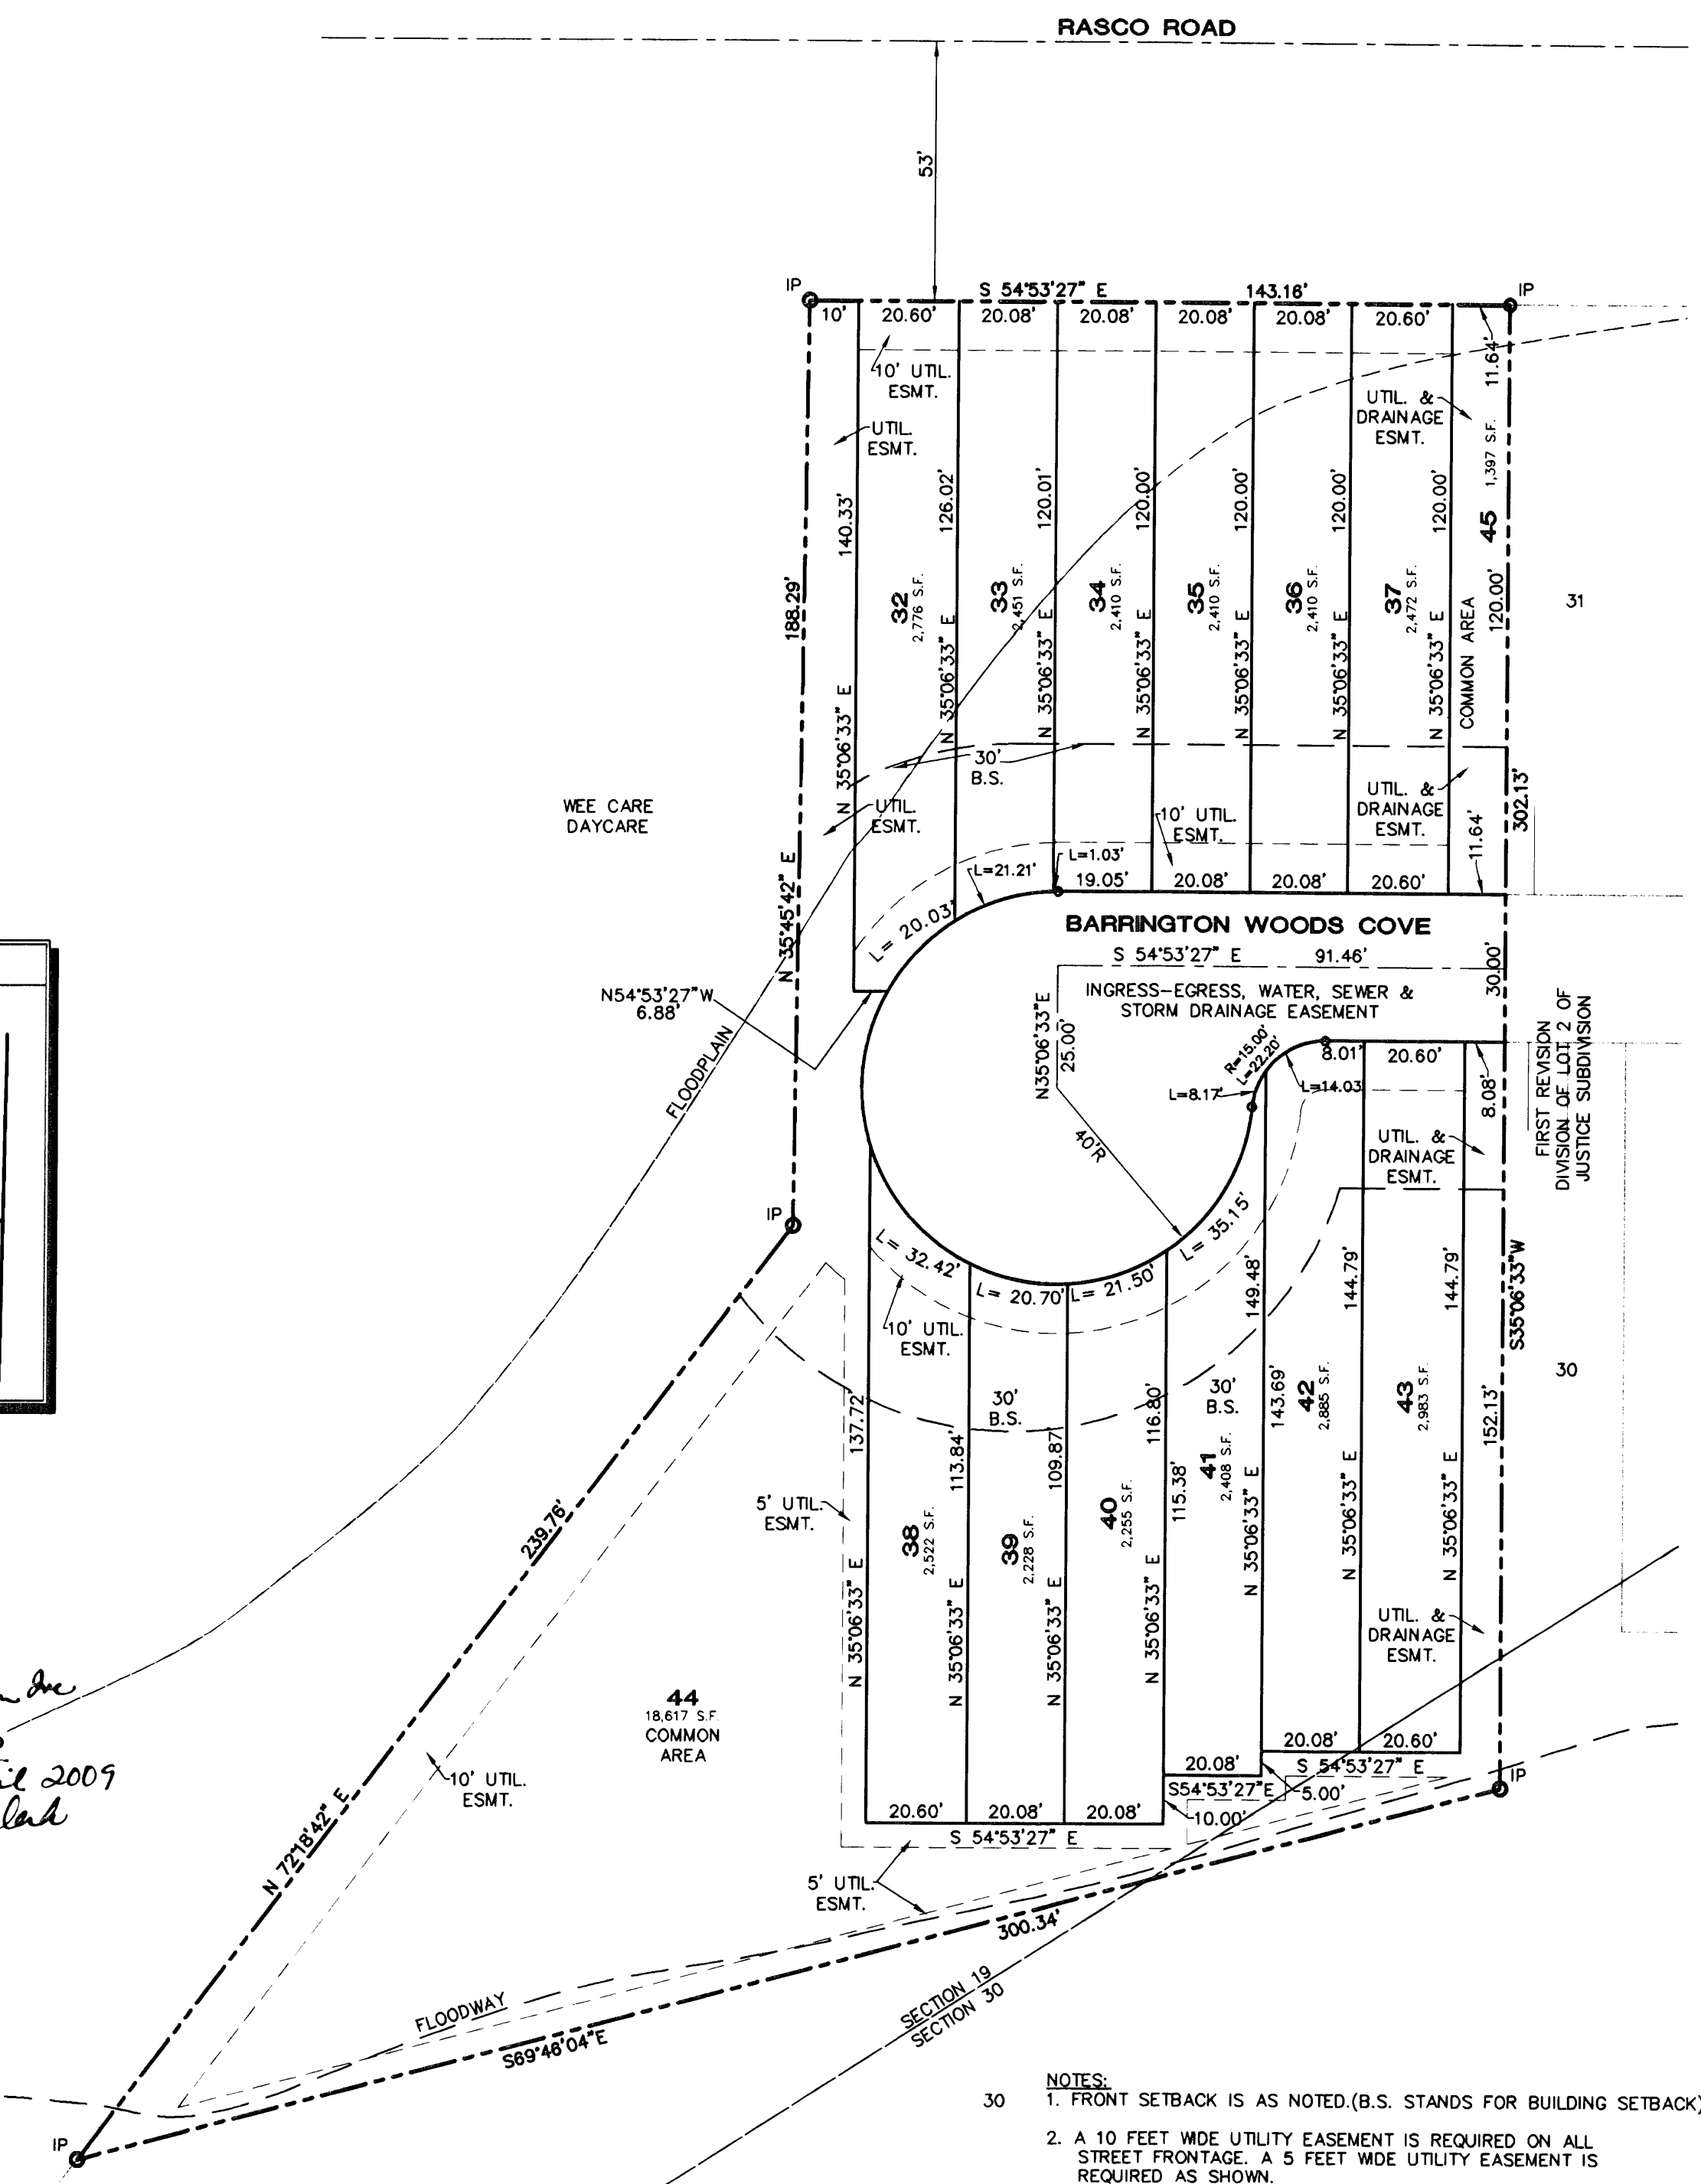 RASCO ROAD
53'
IP
S 54°53'27" E
143.16'
IP
10'
20.60'
20.08'
20.08'
20.08'
20.08'
20.60'
11.64'
10' UTIL.
ESMT.
UTIL.
ESMT.
UTIL. &
DRAINAGE
ESMT.
188.29'
N 35°45'42" E
140.33'
N 35°06'33" E
32
2,776 S.F.
126.02'
N 35°06'33" E
33
2,451 S.F.
120.01'
N 35°06'33" E
34
2,410 S.F.
120.00'
N 35°06'33" E
35
2,410 S.F.
120.00'
N 35°06'33" E
36
2,410 S.F.
120.00'
N 35°06'33" E
37
2,472 S.F.
120.00'
N 35°06'33" E
COMMON AREA
45
1,397 S.F.
120.00'
31
302.13'
30'
B.S.
WEE CARE
DAYCARE
UTIL.
ESMT.
10' UTIL.
ESMT.
UTIL. &
DRAINAGE
ESMT.
11.64'
L=1.03'
L=21.21'
L= 20.03'
19.05'
20.08'
20.08'
20.60'
BARRINGTON WOODS COVE
S 54°53'27" E
91.46'
30.00'
INGRESS-EGRESS, WATER, SEWER &
STORM DRAINAGE EASEMENT
N54°53'27"W
6.88'
FLOODPLAIN
N35°06'33"E
25.00'
40'R
R=15.00'
L=22.20'
L=8.17'
L=14.03
8.01'
20.60'
8.08'
FIRST REVISION
DIVISION OF LOT 2 OF
JUSTICE SUBDIVISION
UTIL. &
DRAINAGE
ESMT.
IP
L= 32.42'
L= 20.70'
L= 21.50'
L= 35.15'
10' UTIL.
ESMT.
30'
B.S.
30'
B.S.
S35°06'33"W
152.13'
30
137.72'
N 35°06'33" E
38
2,522 S.F.
113.84'
N 35°06'33" E
39
2,228 S.F.
109.87'
N 35°06'33" E
40
2,255 S.F.
116.80'
N 35°06'33" E
115.38'
41
2,408 S.F.
149.48'
N 35°06'33" E
143.69'
42
2,885 S.F.
144.79'
N 35°06'33" E
43
2,983 S.F.
144.79'
N 35°06'33" E
5' UTIL.
ESMT.
239.76'
N 72°18'42" E
UTIL. &
DRAINAGE
ESMT.
44
18,617 S.F.
COMMON
AREA
10' UTIL.
ESMT.
2009
20.08'
20.60'
S 54°53'27" E
20.08'
S54°53'27"E
5.00'
IP
10.00'
20.60'
20.08'
20.08'
S 54°53'27" E
5' UTIL.
ESMT.
300.34'
FLOODWAY
S69°46'04"E
SECTION 19
SECTION 30
IP
30
NOTES:
1. FRONT SETBACK IS AS NOTED.(B.S. STANDS FOR BUILDING SETBACK)
2. A 10 FEET WIDE UTILITY EASEMENT IS REQUIRED ON ALL
STREET FRONTAGE. A 5 FEET WIDE UTILITY EASEMENT IS
REQUIRED AS SHOWN.